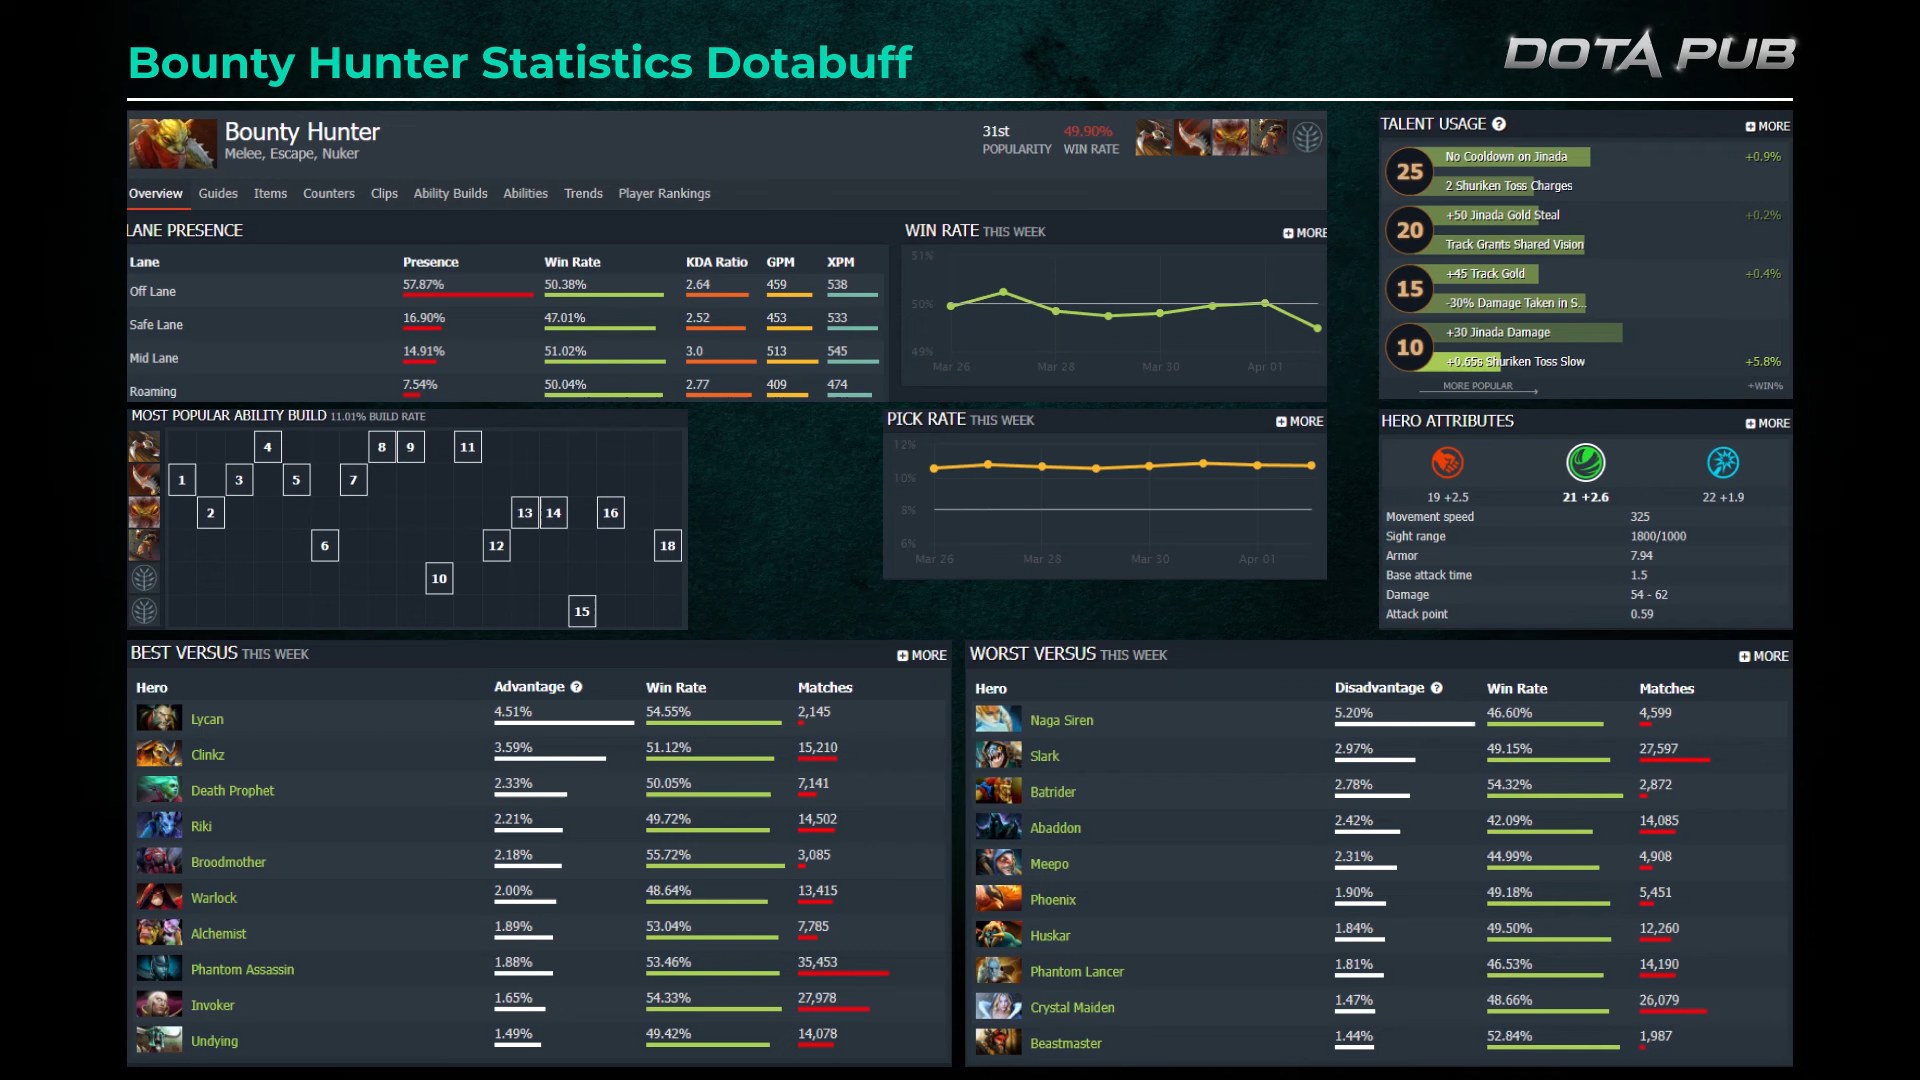 Bounty Hunter Statistics Dotabuff
DOTA PUB
Bounty Hunter
Melee, Escape, Nuker
31st
POPULARITY
49.90%
WIN RATE
Overview Guides Items Counters Clips Ability Builds Abilities Trends Player Rankings
LANE PRESENCE
Lane Presence Win Rate KDA Ratio GPM XPM
Off Lane 57.87% 50.38% 2.64 459 538
Safe Lane 16.90% 47.01% 2.52 453 533
Mid Lane 14.91% 51.02% 3.0 513 545
Roaming 7.54% 50.04% 2.77 409 474
WIN RATE THIS WEEK
MORE
51%
50%
49%
Mar 26 Mar 28 Mar 30 Apr 01
TALENT USAGE ?
MORE
25
No Cooldown on Jinada +0.9%
2 Shuriken Toss Charges
20
+50 Jinada Gold Steal +0.2%
Track Grants Shared Vision
15
+45 Track Gold +0.4%
-30% Damage Taken in S...
10
+30 Jinada Damage
+0.65s Shuriken Toss Slow +5.8%
MORE POPULAR +WIN%
MOST POPULAR ABILITY BUILD 11.01% BUILD RATE
4 8 9 11
1 3 5 7
2 13 14 16
6 12 18
10
15
PICK RATE THIS WEEK
MORE
12%
10%
8%
6%
Mar 26 Mar 28 Mar 30 Apr 01
HERO ATTRIBUTES
MORE
19 +2.5 21 +2.6 22 +1.9
Movement speed 325
Sight range 1800/1000
Armor 7.94
Base attack time 1.5
Damage 54 - 62
Attack point 0.59
BEST VERSUS THIS WEEK
MORE
Hero Advantage ? Win Rate Matches
Lycan 4.51% 54.55% 2,145
Clinkz 3.59% 51.12% 15,210
Death Prophet 2.33% 50.05% 7,141
Riki 2.21% 49.72% 14,502
Broodmother 2.18% 55.72% 3,085
Warlock 2.00% 48.64% 13,415
Alchemist 1.89% 53.04% 7,785
Phantom Assassin 1.88% 53.46% 35,453
Invoker 1.65% 54.33% 27,978
Undying 1.49% 49.42% 14,078
WORST VERSUS THIS WEEK
MORE
Hero Disadvantage ? Win Rate Matches
Naga Siren 5.20% 46.60% 4,599
Slark 2.97% 49.15% 27,597
Batrider 2.78% 54.32% 2,872
Abaddon 2.42% 42.09% 14,085
Meepo 2.31% 44.99% 4,908
Phoenix 1.90% 49.18% 5,451
Huskar 1.84% 49.50% 12,260
Phantom Lancer 1.81% 46.53% 14,190
Crystal Maiden 1.47% 48.66% 26,079
Beastmaster 1.44% 52.84% 1,987